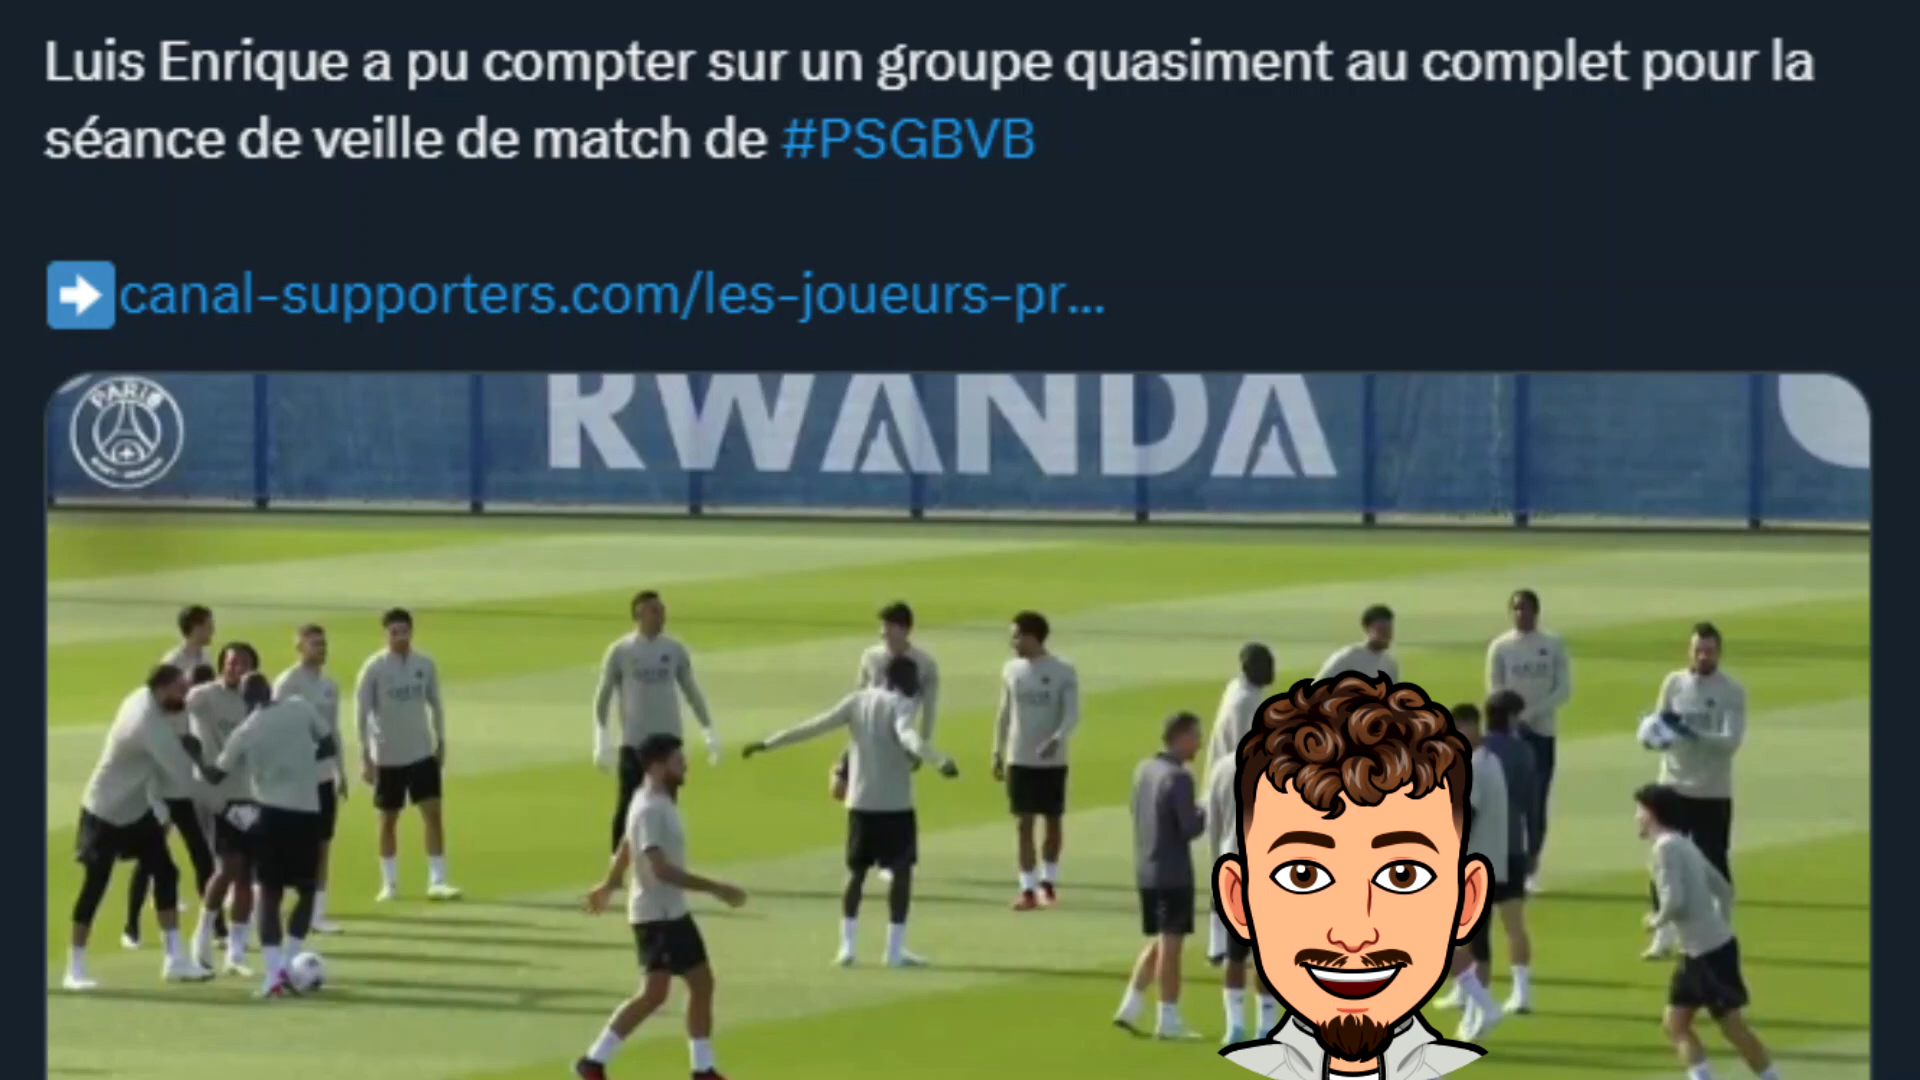 Luis Enrique a pu compter sur un groupe quasiment au complet pour la
séance de veille de match de #PSGBVB
➡canal-supporters.com/les-joueurs-pr...
PARIS
RWANDA